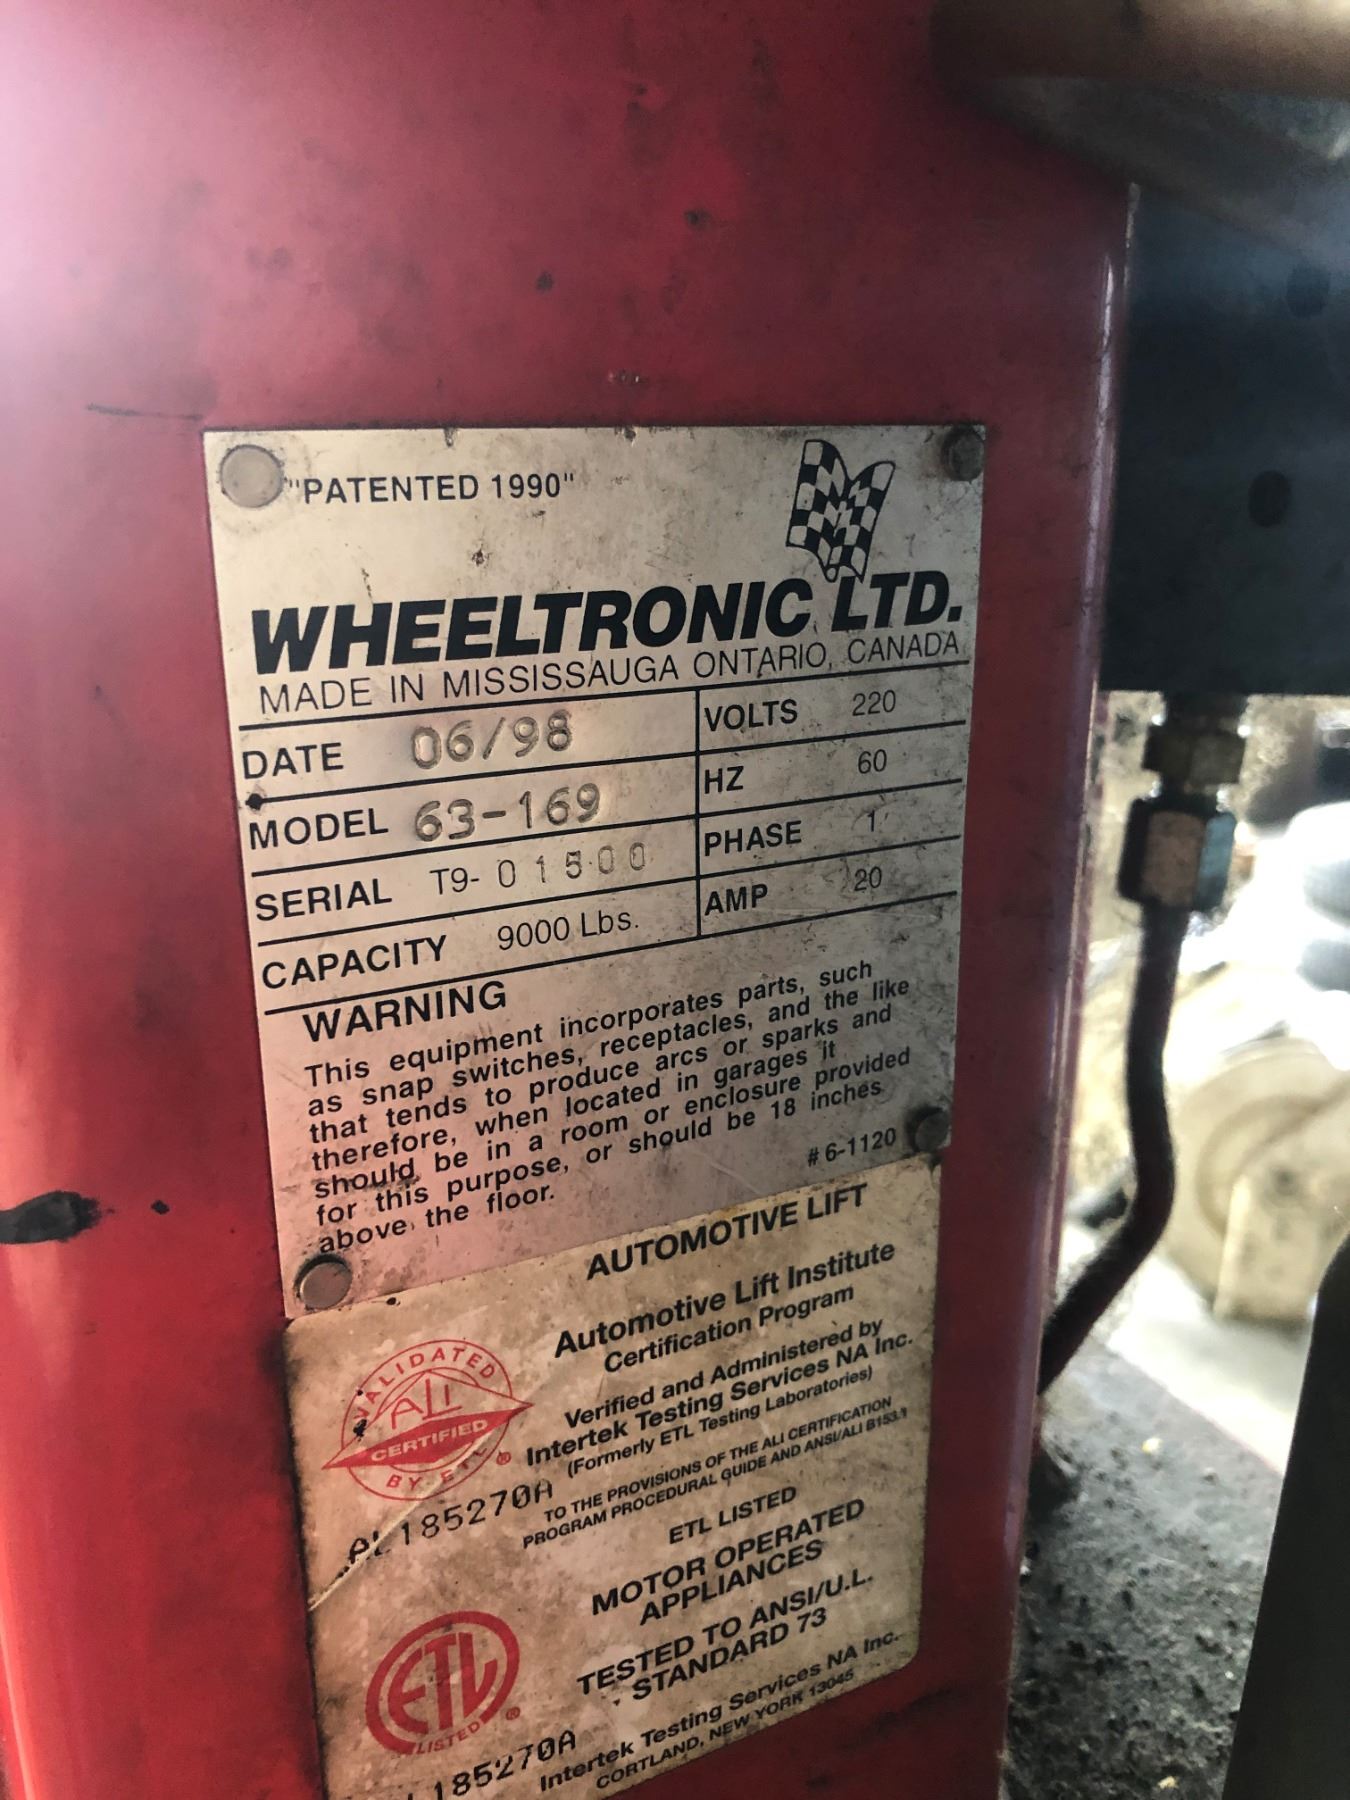 "PATENTED 1990"
WHEELTRONIC LTD.
MADE IN MISSISSAUGA ONTARIO, CANADA
DATE 06/98
VOLTS 220
MODEL 63-169
HZ 60
SERIAL T9-01500
PHASE 1
CAPACITY 9000 Lbs.
AMP 20
WARNING
This equipment incorporates parts, such
as snap switches, receptacles, and the like
that tends to produce arcs or sparks and
therefore, when located in garages it
should be in a room or enclosure provided
for this purpose, or should be 18 inches
above the floor.
# 6-1120
AUTOMOTIVE LIFT
Automotive Lift Institute
Certification Program
Verified and Administered by
Intertek Testing Services NA Inc.
(Formerly ETL Testing Laboratories)
TO THE PROVISIONS OF THE ALI CERTIFICATION
PROGRAM PROCEDURAL GUIDE AND ANSI/ALI B153.1
VALIDATED
ALI
CERTIFIED
BY ETL ®
AL185270A
ETL LISTED
MOTOR OPERATED
APPLIANCES
TESTED TO ANSI/U.L.
STANDARD 73
Intertek Testing Services NA Inc.
CORTLAND, NEW YORK 13045
ETL
LISTED ®
185270A